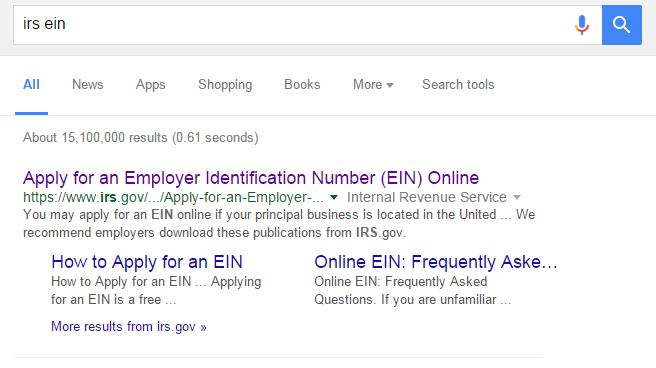 irs ein
All News Apps Shopping Books More Search tools
About 15,100,000 results (0.61 seconds)
Apply for an Employer Identification Number (EIN) Online
https://www.irs.gov/.../Apply-for-an-Employer-... Internal Revenue Service
You may apply for an EIN online if your principal business is located in the United ... We
recommend employers download these publications from IRS.gov.
How to Apply for an EIN
How to Apply for an EIN ... Applying
for an EIN is a free ...
Online EIN: Frequently Aske...
Online EIN: Frequently Asked
Questions. If you are unfamiliar ...
More results from irs.gov »